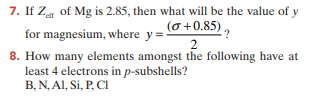 7. If Zeff of Mg is 2.85, then what will be the value of y
for magnesium, where y = (σ+0.85)/2 ?
8. How many elements amongst the following have at
least 4 electrons in p-subshells?
B, N, Al, Si, P, Cl